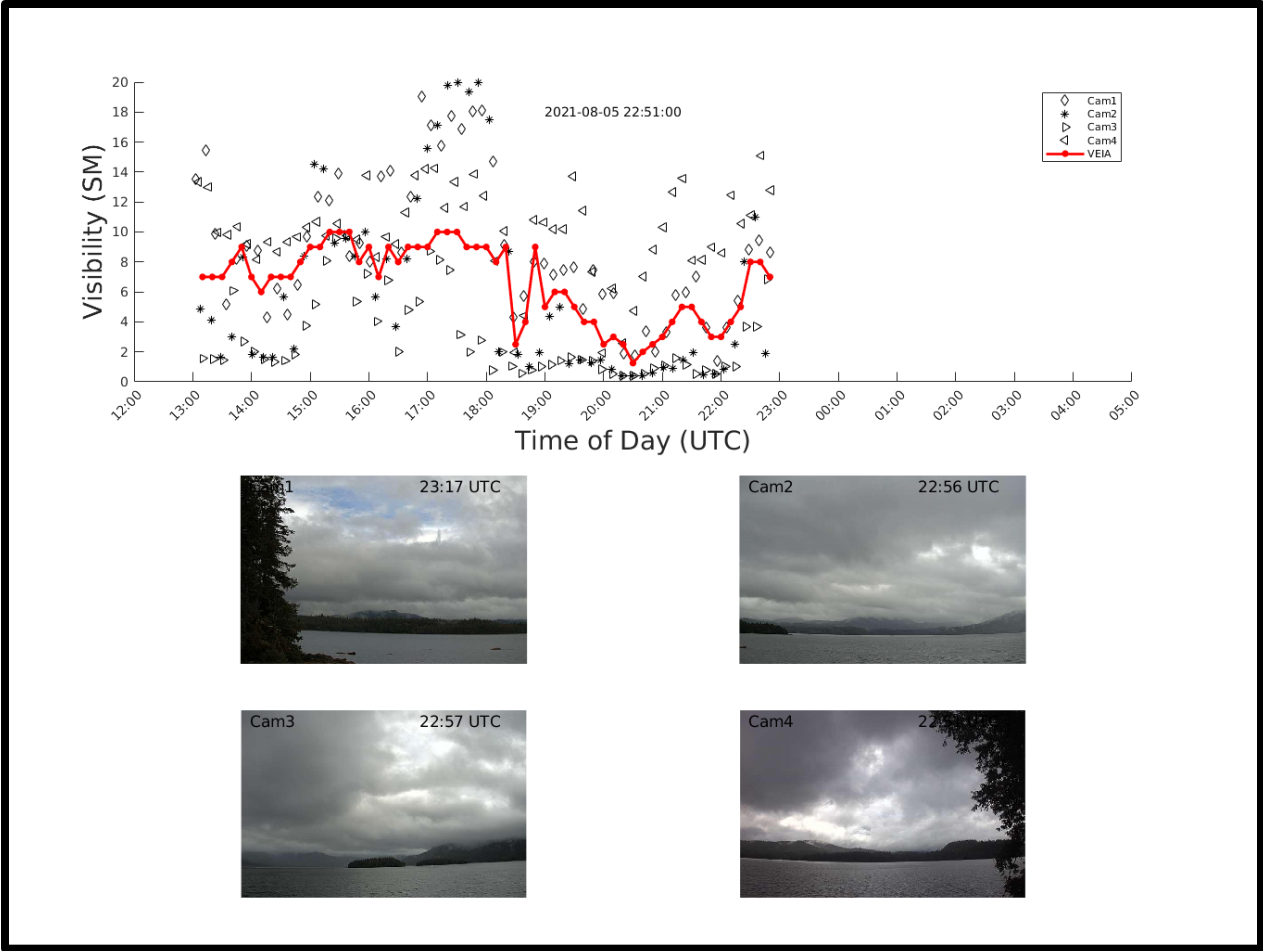 20
18
16
14
12
10
8
6
4
2
0
Visibility (SM)
2021-08-05 22:51:00
Cam1
Cam2
Cam3
Cam4
VEIA
12:00 13:00 14:00 15:00 16:00 17:00 18:00 19:00 20:00 21:00 22:00 23:00 00:00 01:00 02:00 03:00 04:00 05:00
Time of Day (UTC)
Cam1 23:17 UTC
Cam2 22:56 UTC
Cam3 22:57 UTC
Cam4